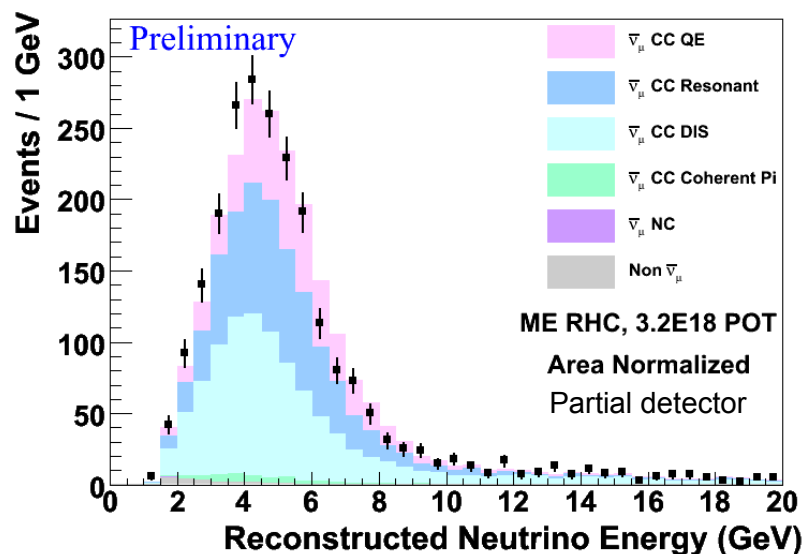 Preliminary
Events / 1 GeV
300
250
200
150
100
50
0
0 2 4 6 8 10 12 14 16 18 20
Reconstructed Neutrino Energy (GeV)
ν̅μ CC QE
ν̅μ CC Resonant
ν̅μ CC DIS
ν̅μ CC Coherent Pi
ν̅μ NC
Non ν̅μ
ME RHC, 3.2E18 POT
Area Normalized
Partial detector